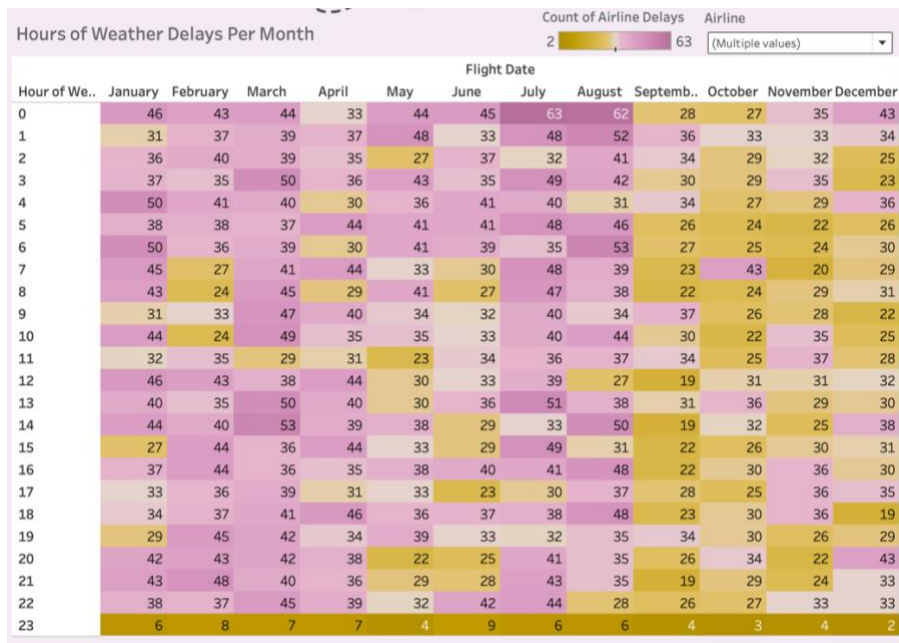 Count of Airline Delays Airline
Hours of Weather Delays Per Month
2 63 (Multiple values)
Flight Date
Hour of We.. January February March April May June July August Septemb.. October November December
0 46 43 44 33 44 45 63 62 28 27 35 43
1 31 37 39 37 48 33 48 52 36 33 33 34
2 36 40 39 35 27 37 32 41 34 29 32 25
3 37 35 50 36 43 35 49 42 30 29 35 23
4 50 41 40 30 36 41 40 31 34 27 29 36
5 38 38 37 44 41 41 48 46 26 24 22 26
6 50 36 39 30 41 39 35 53 27 25 24 30
7 45 27 41 44 33 30 48 39 23 43 20 29
8 43 24 45 29 41 27 47 38 22 24 29 31
9 31 33 47 40 34 32 40 34 37 26 28 22
10 44 24 49 35 35 33 40 44 30 22 35 25
11 32 35 29 31 23 34 36 37 34 25 37 28
12 46 43 38 44 30 33 39 27 19 31 31 32
13 40 35 50 40 30 36 51 38 31 36 29 30
14 44 40 53 39 38 29 33 50 19 32 25 38
15 27 44 36 44 33 29 49 31 22 26 30 31
16 37 44 36 35 38 40 41 48 22 30 36 30
17 33 36 39 31 33 23 30 37 28 25 36 35
18 34 37 41 46 36 37 38 48 23 30 36 19
19 29 45 42 34 39 33 32 35 34 30 26 29
20 42 43 42 38 22 25 41 35 26 34 22 43
21 43 48 40 36 29 28 43 35 19 29 24 33
22 38 37 45 39 32 42 44 28 26 27 33 33
23 6 8 7 7 4 9 6 6 4 3 4 2